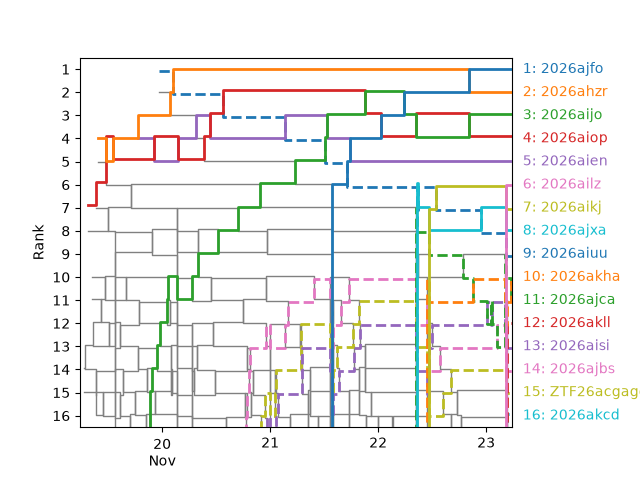 1
2
3
4
5
6
7
8
9
10
11
12
13
14
15
16
Rank
20
Nov
21
22
23
1: 2026ajfo
2: 2026ahzr
3: 2026aijo
4: 2026aiop
5: 2026aien
6: 2026ailz
7: 2026aikj
8: 2026ajxa
9: 2026aiuu
10: 2026akha
11: 2026ajca
12: 2026akll
13: 2026aisi
14: 2026ajbs
15: ZTF26acgag
16: 2026akcd